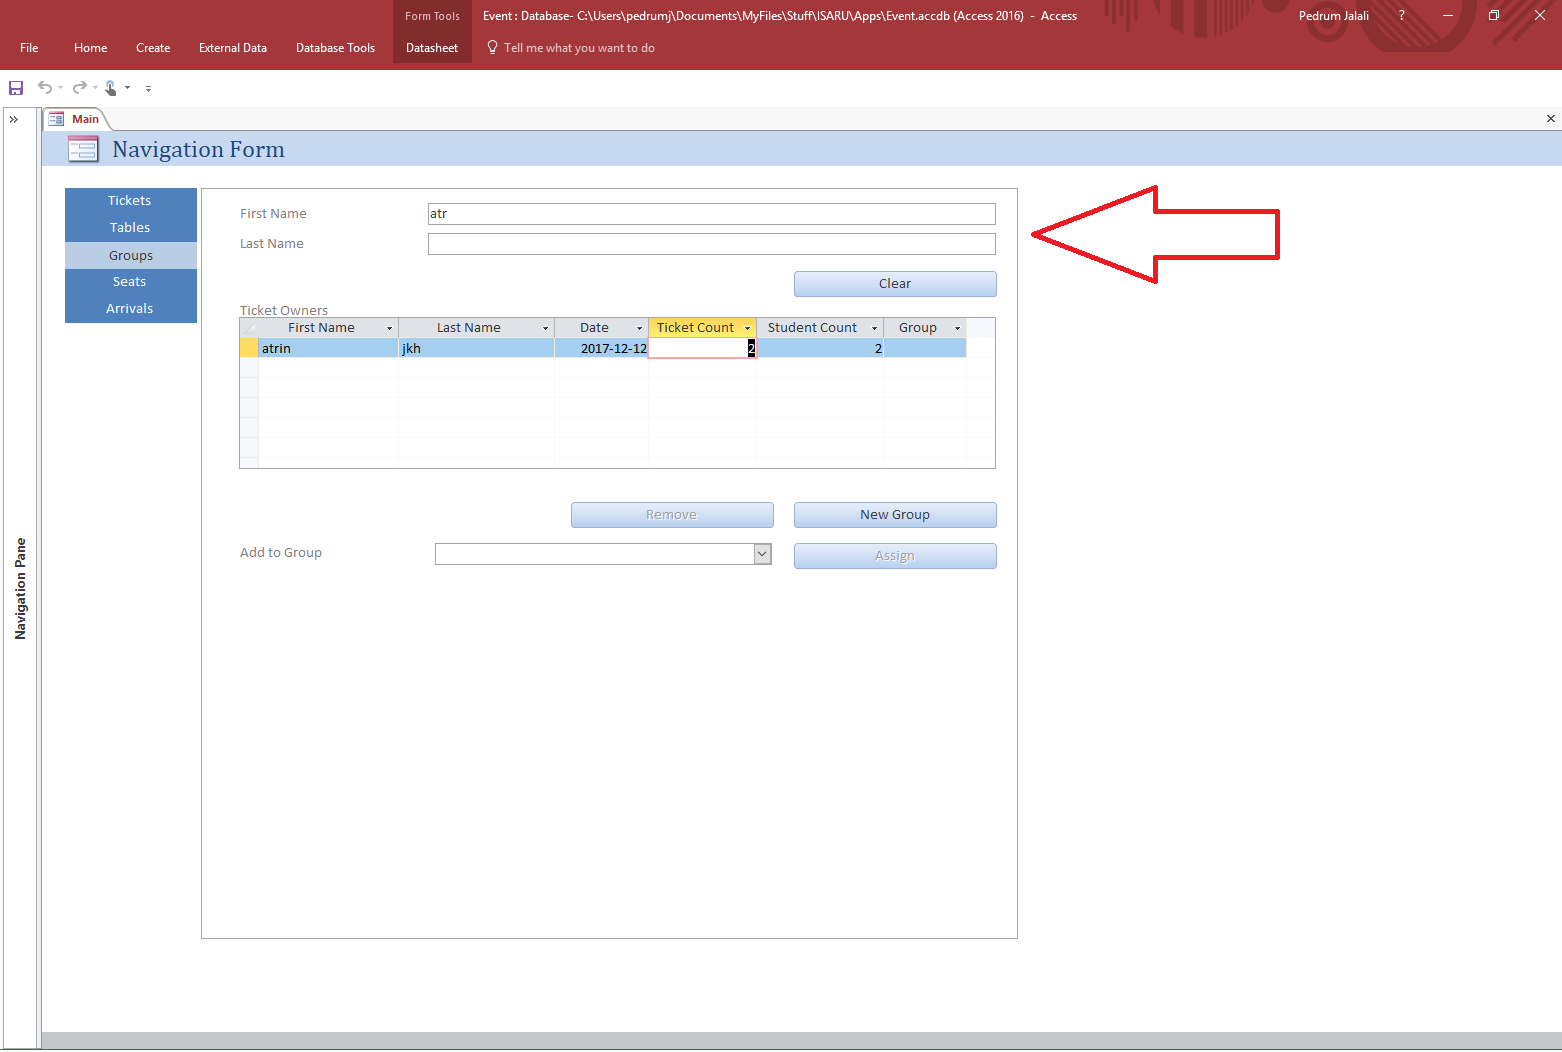 Form Tools
Event : Database- C:\Users\pedrumj\Documents\MyFiles\Stuff\ISARU\Apps\Event.accdb (Access 2016)  -  Access
Pedrum Jalali
?
File Home Create External Data Database Tools Datasheet Tell me what you want to do
Main
Navigation Form
Tickets
Tables
Groups
Seats
Arrivals
First Name atr
Last Name
Clear
Ticket Owners
First Name Last Name Date Ticket Count Student Count Group
atrin jkh 2017-12-12 2 2
Remove New Group
Add to Group Assign
Navigation Pane